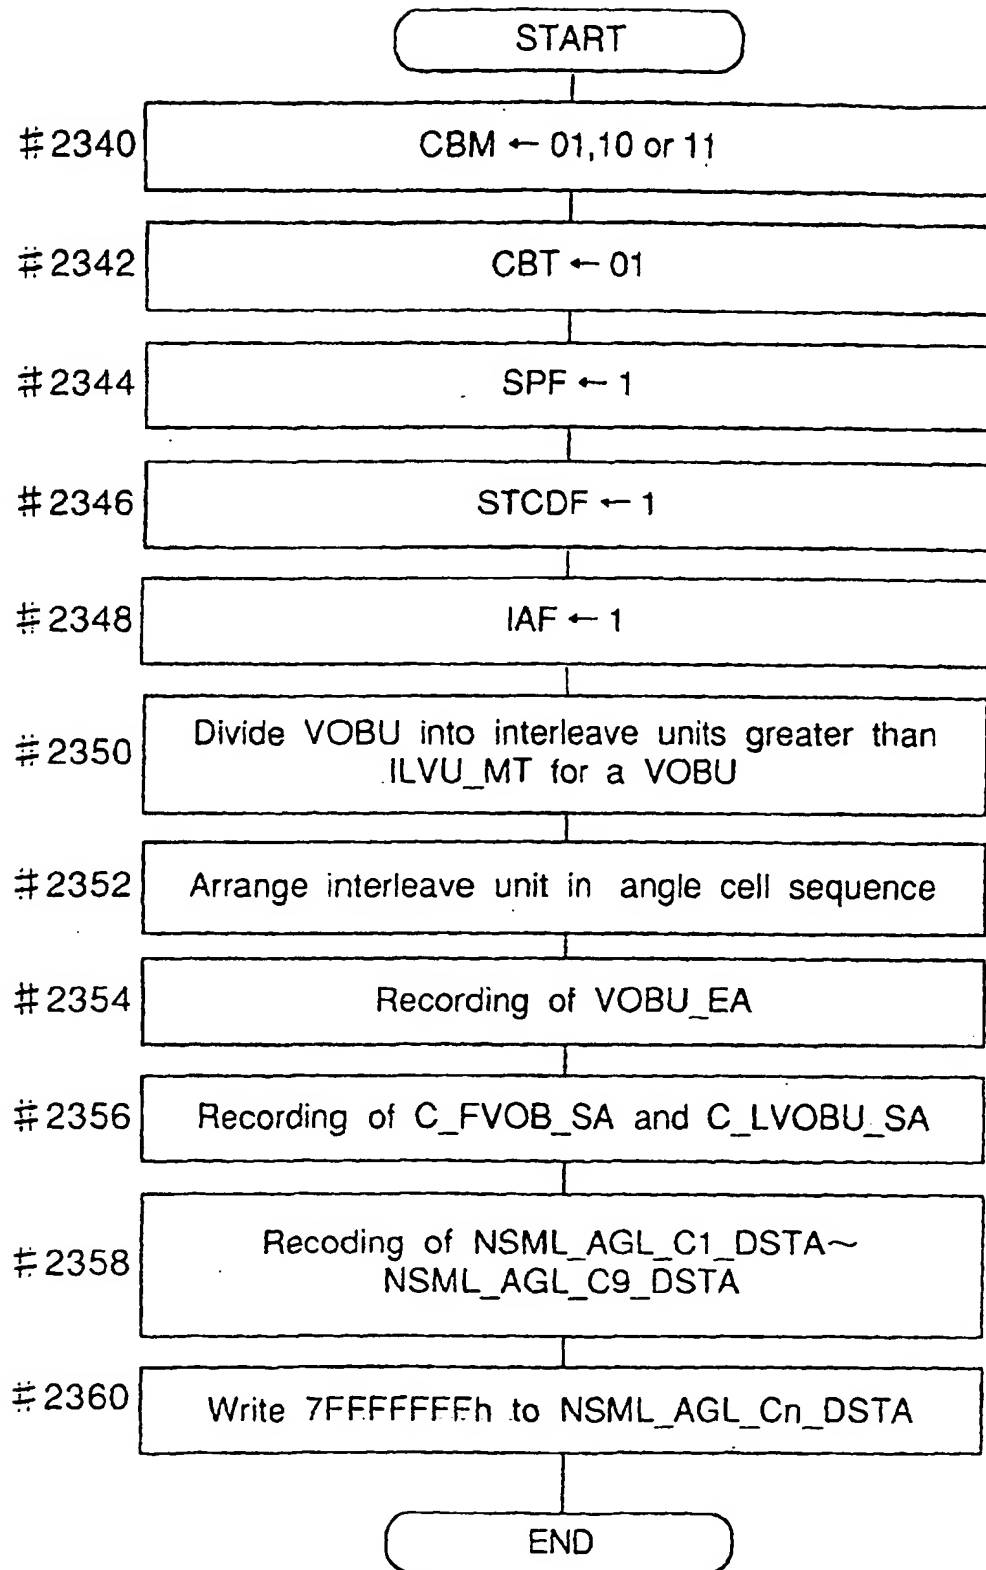 START
#2340
CBM ← 01,10 or 11
#2342
CBT ← 01
#2344
SPF ← 1
#2346
STCDF ← 1
#2348
IAF ← 1
#2350
Divide VOBU into interleave units greater than
ILVU_MT for a VOBU
#2352
Arrange interleave unit in angle cell sequence
#2354
Recording of VOBU_EA
#2356
Recording of C_FVOB_SA and C_LVOBU_SA
#2358
Recoding of NSML_AGL_C1_DSTA~
NSML_AGL_C9_DSTA
#2360
Write 7FFFFFFFh to NSML_AGL_Cn_DSTA
END